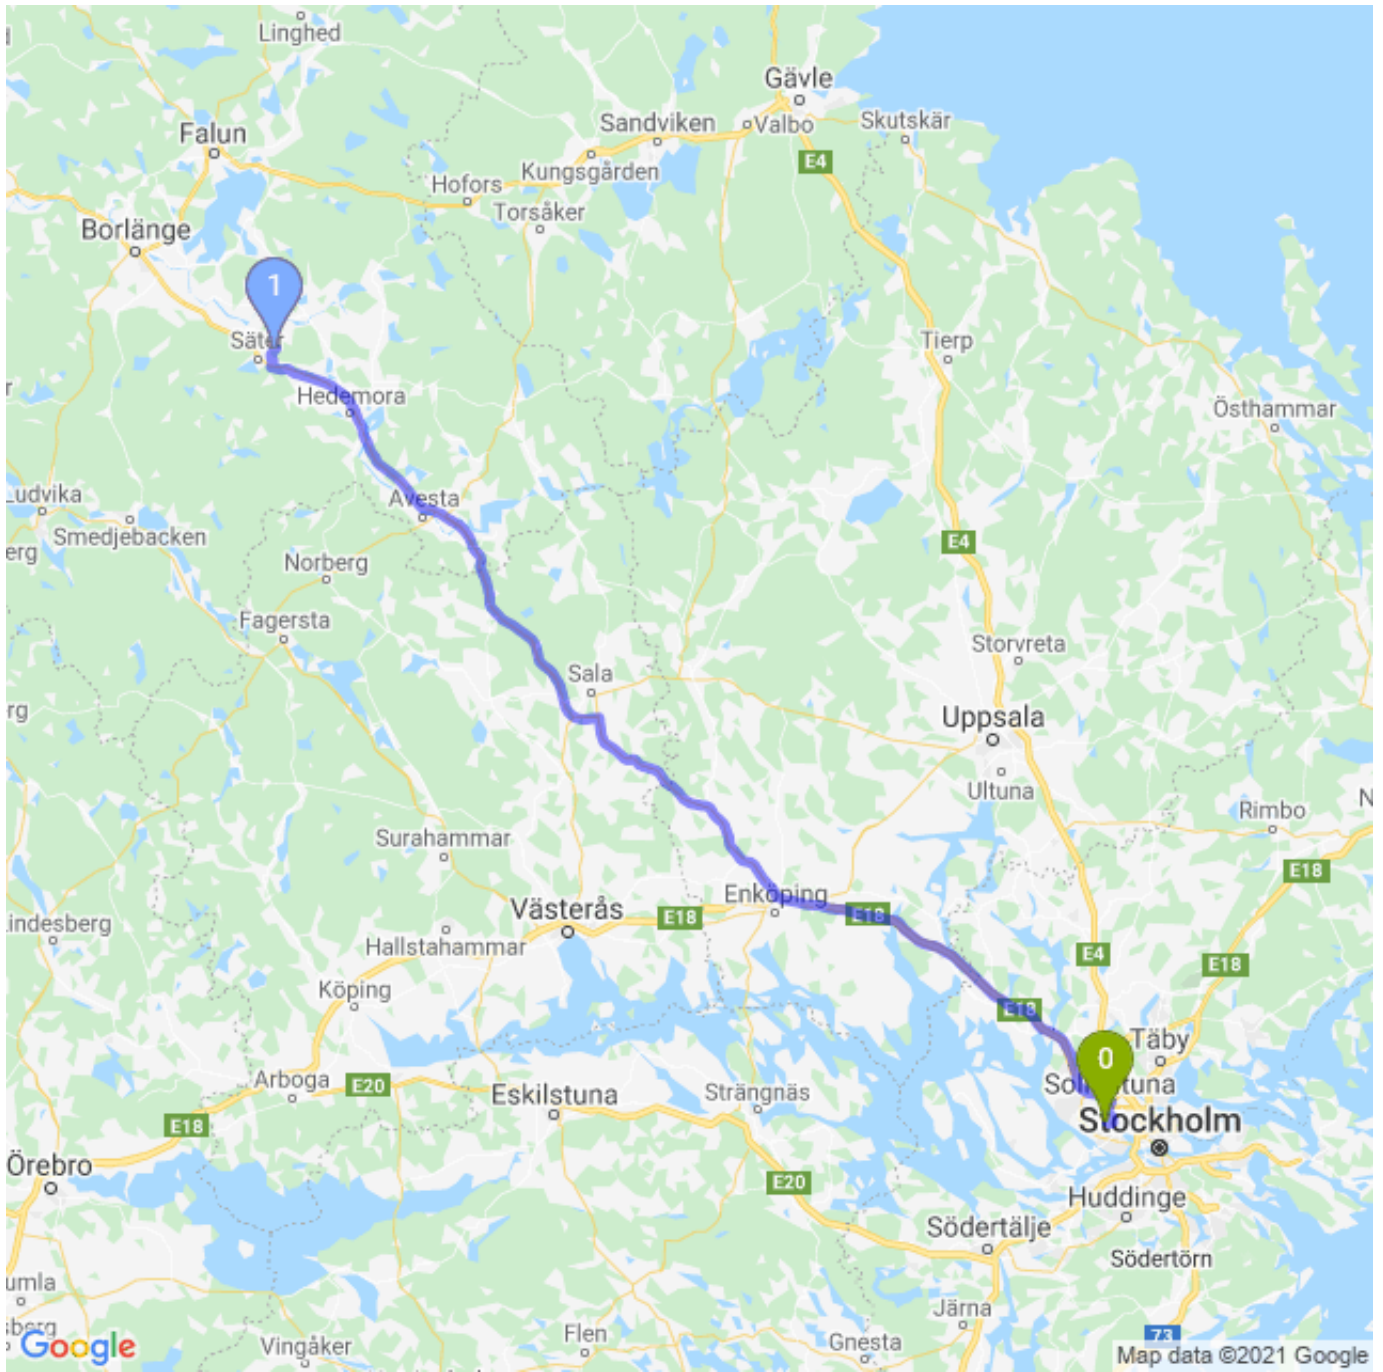 Linghed
Gävle
Sandviken
Valbo
Skutskär
E4
Falun
Kungsgården
Hofors
Torsåker
Borlänge
1
Säter
Tierp
Hedemora
Östhammar
Ludvika
Avesta
Smedjebacken
E4
Norberg
Fagersta
Storvreta
Sala
Uppsala
Ultuna
Rimbo
Surahammar
E18
Enköping
Västerås
E18
E18
Hallstahammar
E4
E18
Köping
E18
Täby
0
Arboga
E20
Eskilstuna
Strängnäs
E18
Stockholm
Örebro
E20
Huddinge
Södertälje
Södertörn
Järna
Flen
Gnesta
73
Vingåker
Google
Map data ©2021 Google